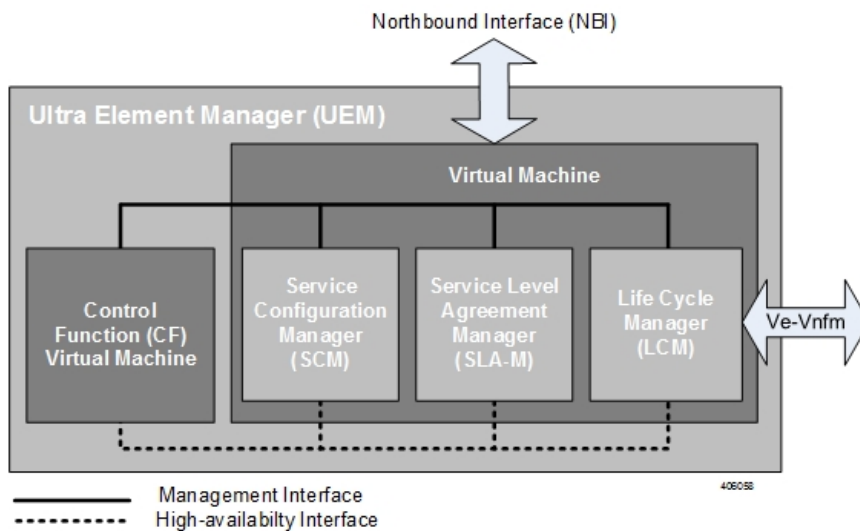 Northbound Interface (NBI)
Ultra Element Manager (UEM)
Virtual Machine
Control
Function (CF)
Virtual Machine
Service
Configuration
Manager
(SCM)
Service Level
Agreement
Manager
(SLA-M)
Life Cycle
Manager
(LCM)
Ve-Vnfm
406058
Management Interface
High-availabilty Interface